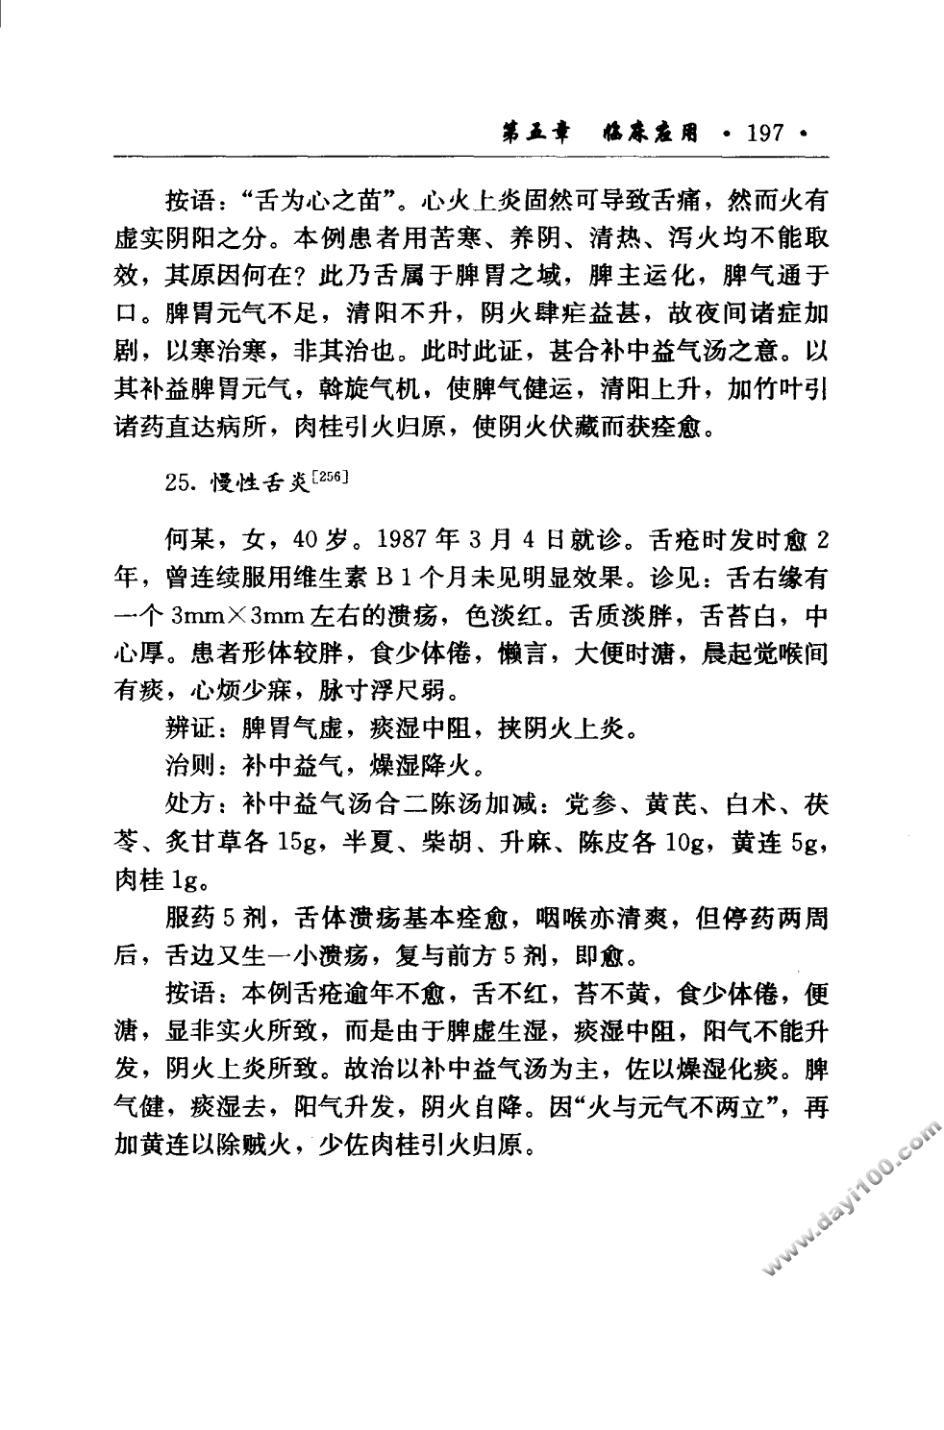 第五章 临床应用 · 197 ·
按语：“舌为心之苗”。心火上炎固然可导致舌痛，然而火有
虚实阴阳之分。本例患者用苦寒、养阴、清热、泻火均不能取
效，其原因何在？此乃舌属于脾胃之域，脾主运化，脾气通于
口。脾胃元气不足，清阳不升，阴火肆疟益甚，故夜间诸症加
剧，以寒治寒，非其治也。此时此证，甚合补中益气汤之意。以
其补益脾胃元气，斡旋气机，使脾气健运，清阳上升，加竹叶引
诸药直达病所，肉桂引火归原，使阴火伏藏而获痊愈。
25. 慢性舌炎[256]
何某，女，40 岁。1987 年 3 月 4 日就诊。舌疮时发时愈 2
年，曾连续服用维生素 B 1 个月未见明显效果。诊见：舌右缘有
一个 3mm×3mm 左右的溃疡，色淡红。舌质淡胖，舌苔白，中
心厚。患者形体较胖，食少体倦，懒言，大便时溏，晨起觉喉间
有痰，心烦少寐，脉寸浮尺弱。
辨证：脾胃气虚，痰湿中阻，挟阴火上炎。
治则：补中益气，燥湿降火。
处方：补中益气汤合二陈汤加减：党参、黄芪、白术、茯
苓、炙甘草各 15g，半夏、柴胡、升麻、陈皮各 10g，黄连 5g，
肉桂 1g。
服药 5 剂，舌体溃疡基本痊愈，咽喉亦清爽，但停药两周
后，舌边又生一小溃疡，复与前方 5 剂，即愈。
按语：本例舌疮逾年不愈，舌不红，苔不黄，食少体倦，便
溏，显非实火所致，而是由于脾虚生湿，痰湿中阻，阳气不能升
发，阴火上炎所致。故治以补中益气汤为主，佐以燥湿化痰。脾
气健，痰湿去，阳气升发，阴火自降。因“火与元气不两立”，再
加黄连以除贼火，少佐肉桂引火归原。
www.dayi100.com